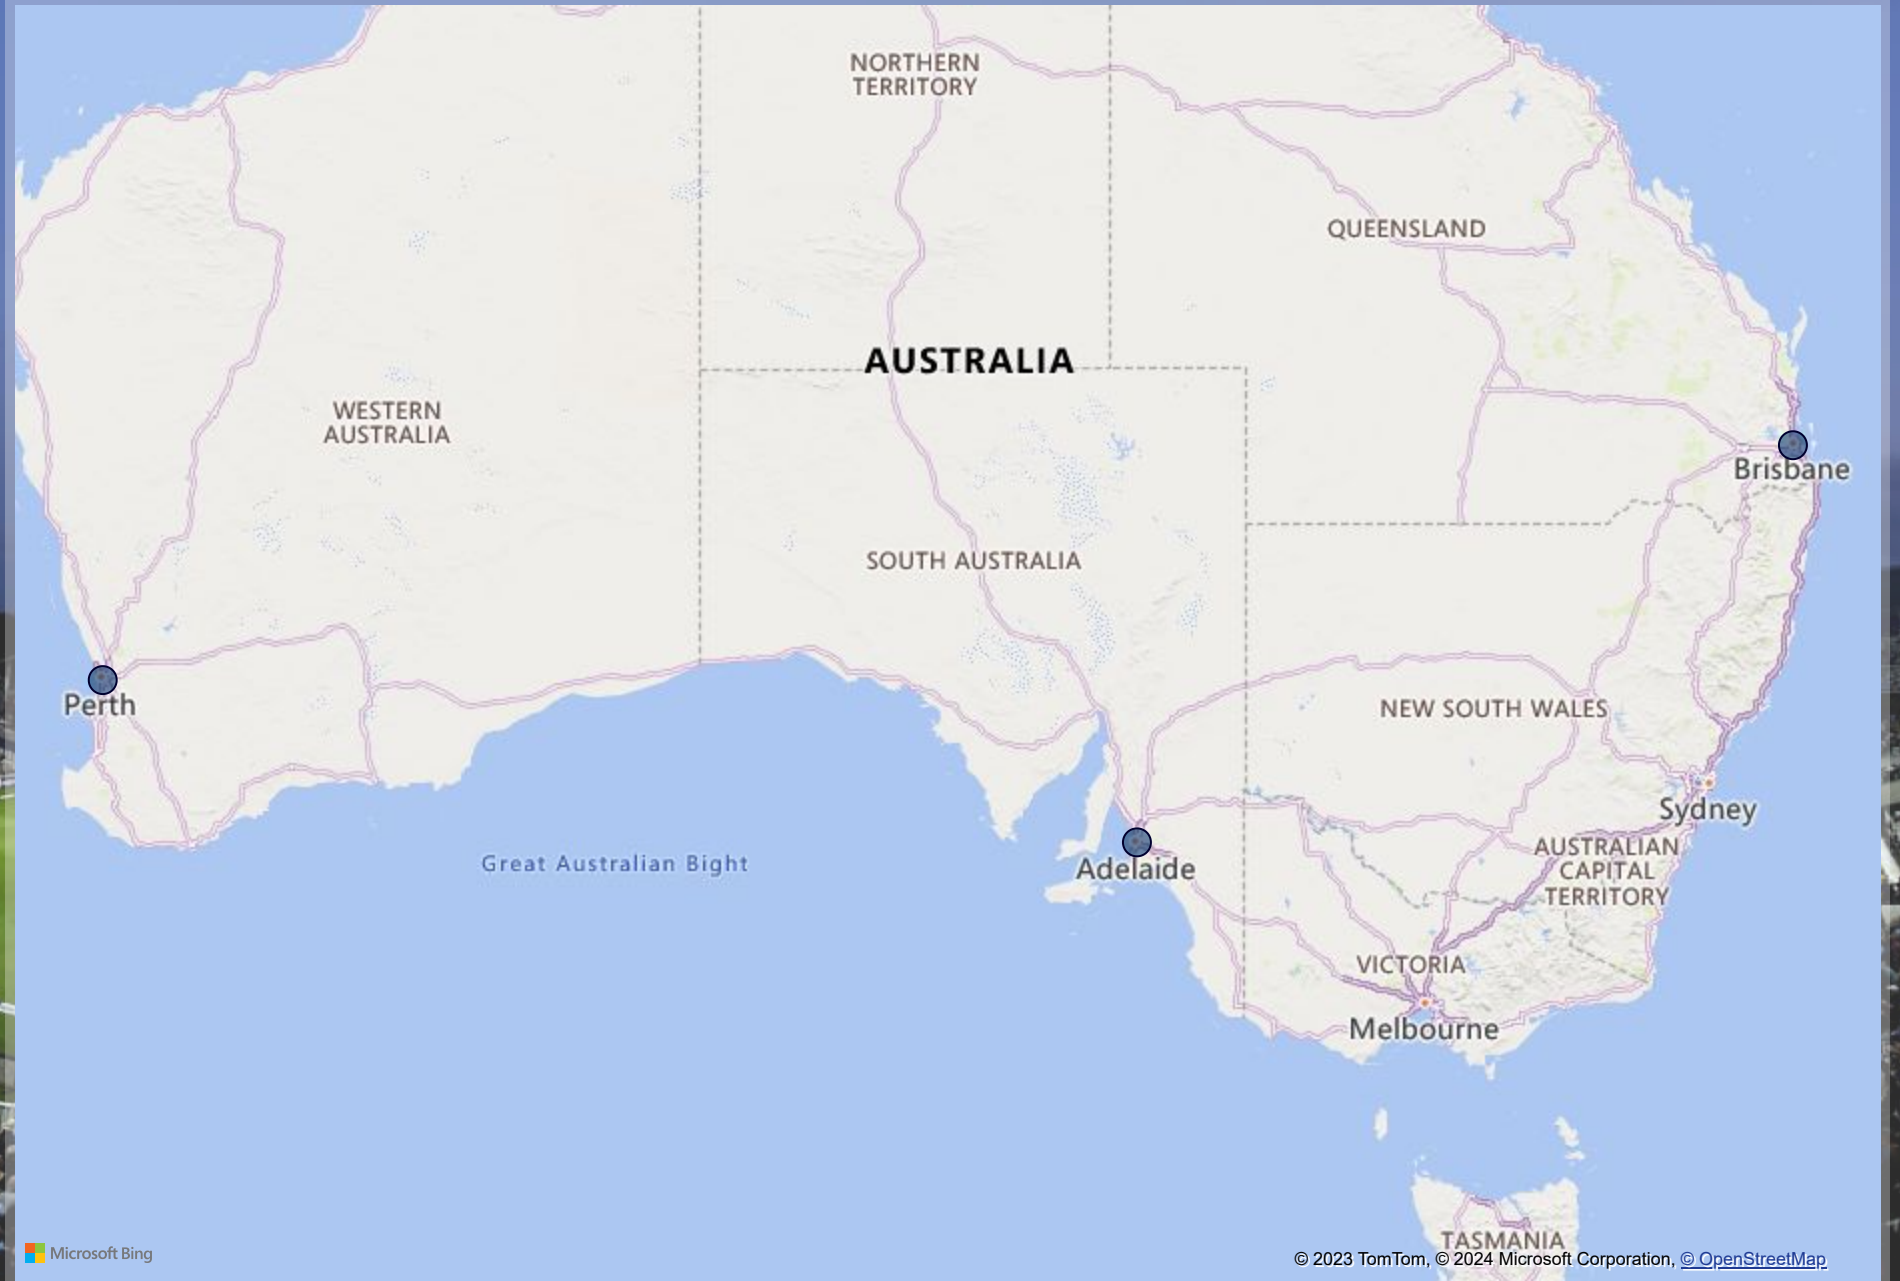 NORTHERN
TERRITORY
QUEENSLAND
AUSTRALIA
WESTERN
AUSTRALIA
Brisbane
SOUTH AUSTRALIA
Perth
NEW SOUTH WALES
Sydney
Adelaide
Great Australian Bight
AUSTRALIAN
CAPITAL
TERRITORY
VICTORIA
Melbourne
TASMANIA
Microsoft Bing
© 2023 TomTom, © 2024 Microsoft Corporation, © OpenStreetMap